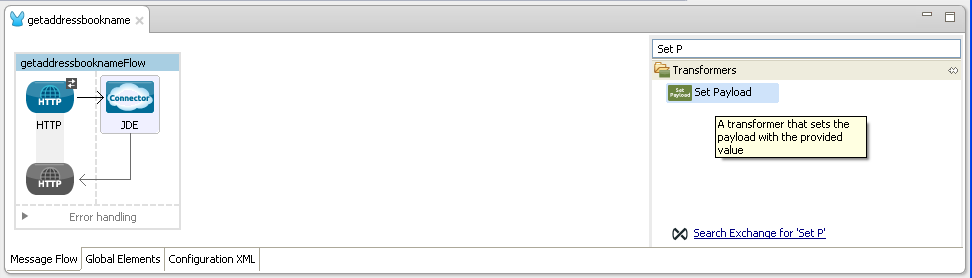 getaddressbookname
getaddressbooknameFlow
HTTP
Connector
HTTP
JDE
HTTP
Error handling
Set P
Transformers
Set Payload
Set Payload
A transformer that sets the
payload with the provided
value
Search Exchange for 'Set P'
Message Flow
Global Elements
Configuration XML